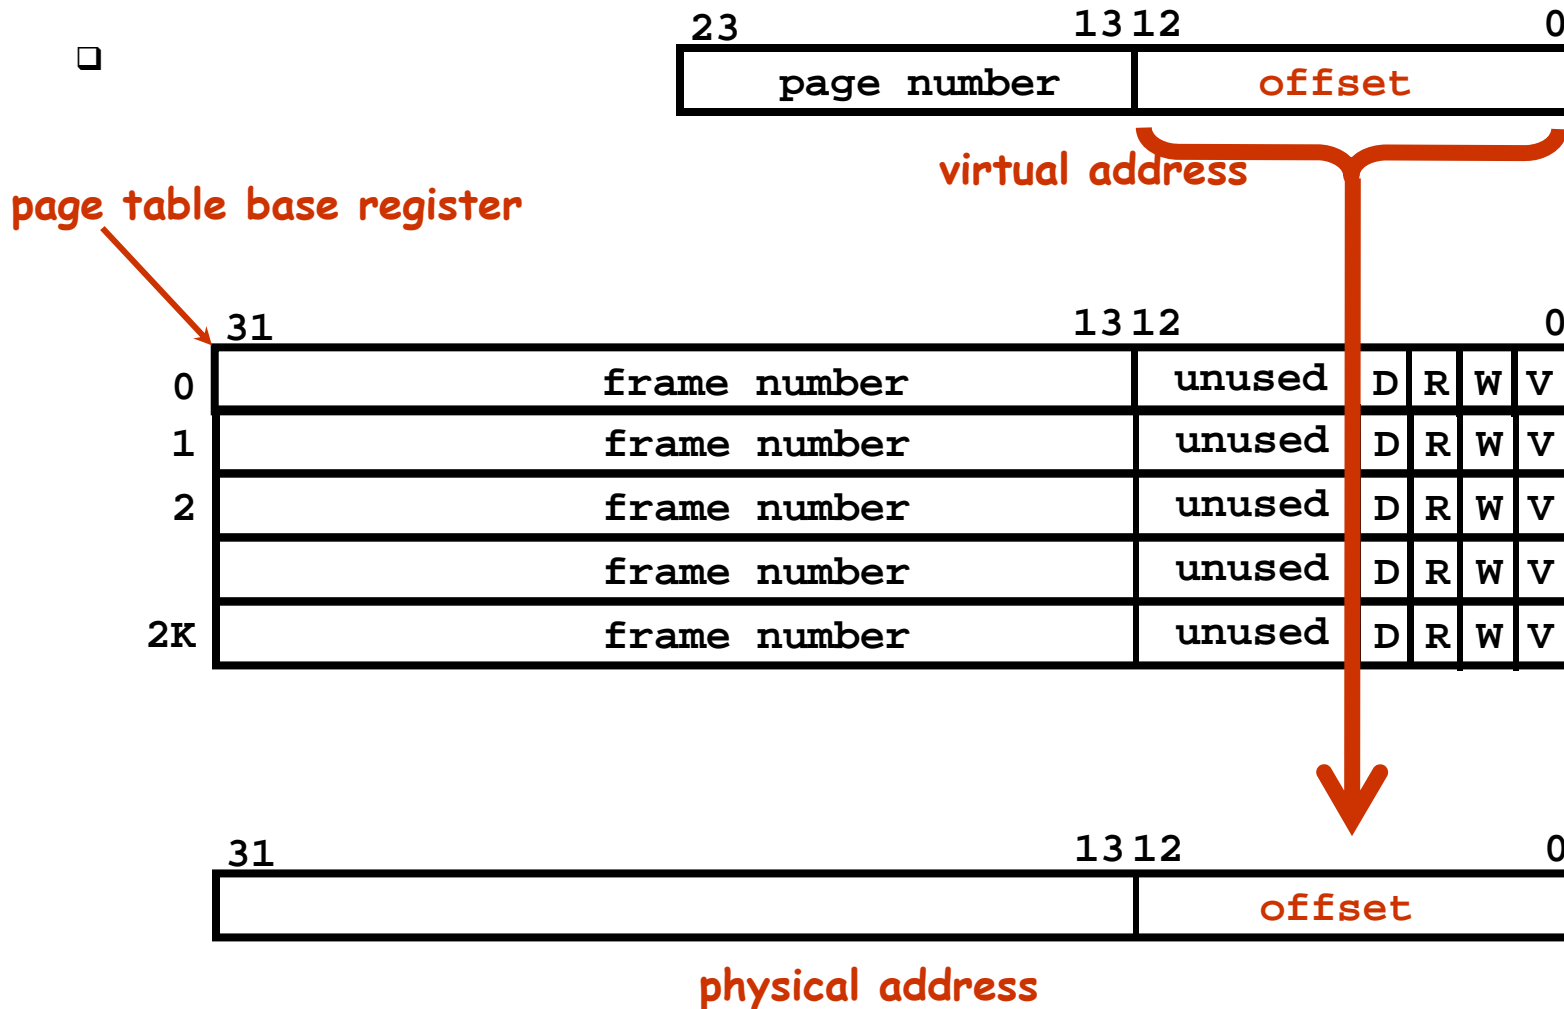 23 13 12 0
page number offset
virtual address
page table base register
31 13 12 0
0 frame number unused D R W V
1 frame number unused D R W V
2 frame number unused D R W V
frame number unused D R W V
2K frame number unused D R W V
31 13 12 0
offset
physical address